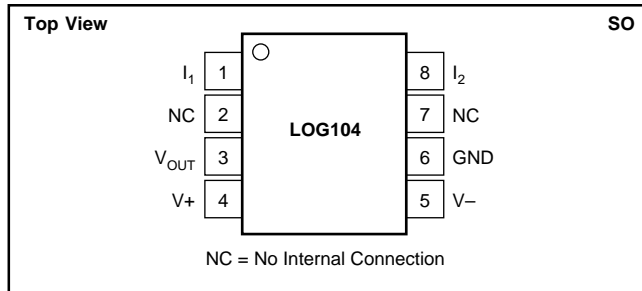 Top View SO
I1 1 8 I2
NC 2 7 NC
LOG104
VOUT 3 6 GND
V+ 4 5 V–
NC = No Internal Connection